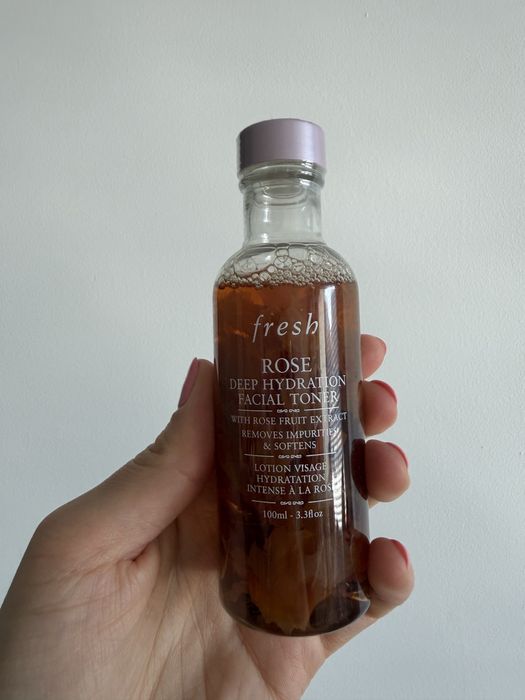 fresh
ROSE
DEEP HYDRATION
FACIAL TONER
WITH ROSE FRUIT EXTRACT
REMOVES IMPURITIES
& SOFTENS
LOTION VISAGE
HYDRATATION
INTENSE À LA ROSE
100ml - 3.3fl oz